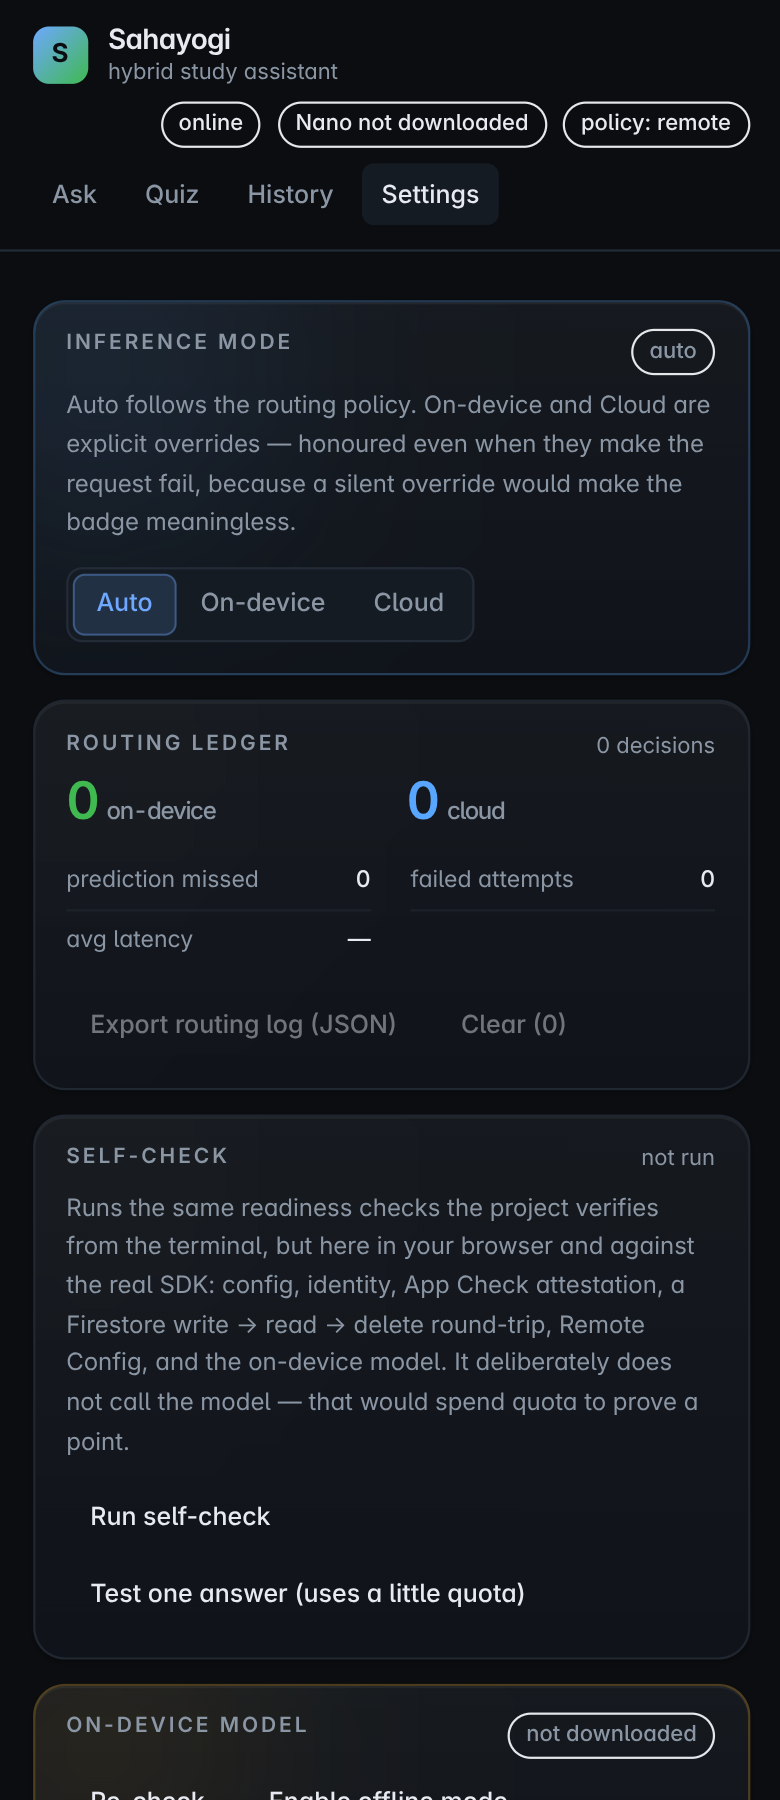 S
Sahayogi
hybrid study assistant
online
Nano not downloaded
policy: remote
Ask
Quiz
History
Settings
INFERENCE MODE
auto
Auto follows the routing policy. On-device and Cloud are
explicit overrides — honoured even when they make the
request fail, because a silent override would make the
badge meaningless.
Auto
On-device
Cloud
ROUTING LEDGER
0 decisions
0 on-device
0 cloud
prediction missed 0
failed attempts 0
avg latency —
Export routing log (JSON)
Clear (0)
SELF-CHECK
not run
Runs the same readiness checks the project verifies
from the terminal, but here in your browser and against
the real SDK: config, identity, App Check attestation, a
Firestore write → read → delete round-trip, Remote
Config, and the on-device model. It deliberately does
not call the model — that would spend quota to prove a
point.
Run self-check
Test one answer (uses a little quota)
ON-DEVICE MODEL
not downloaded
Re-check
Enable offline mode